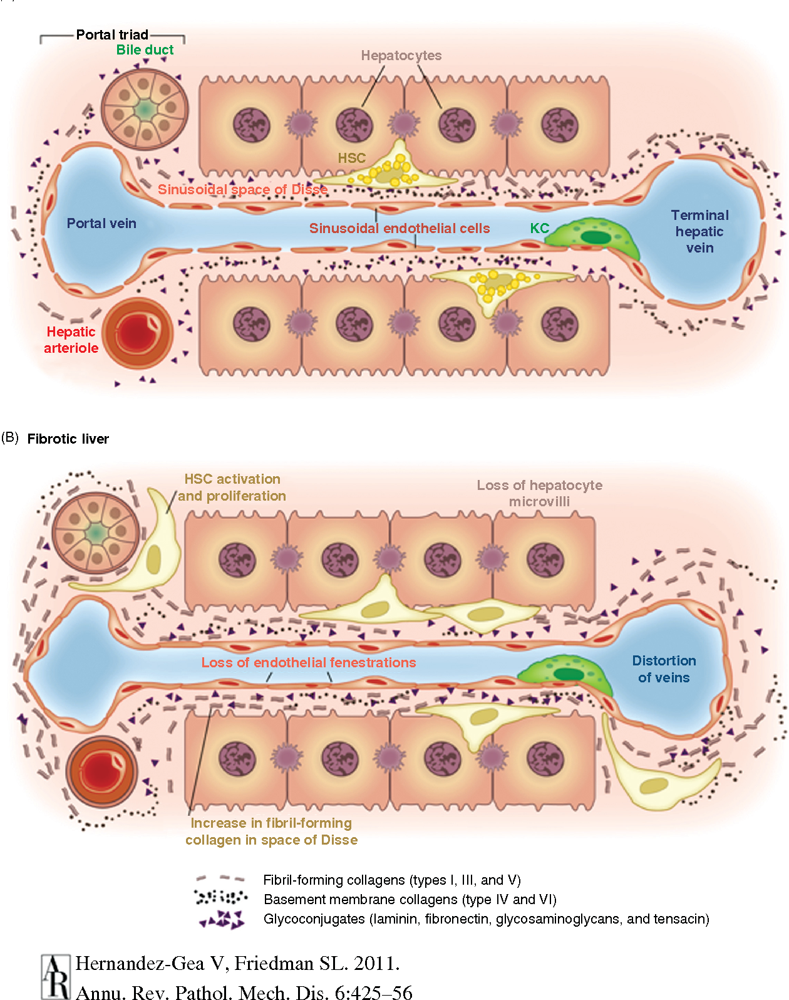 Portal triad
Bile duct
Hepatocytes
HSC
Sinusoidal space of Disse
Portal vein
Sinusoidal endothelial cells
KC
Terminal
hepatic
vein
Hepatic
arteriole
(B) Fibrotic liver
HSC activation
and proliferation
Loss of hepatocyte
microvilli
Loss of endothelial fenestrations
Distortion
of veins
Increase in fibril-forming
collagen in space of Disse
Fibril-forming collagens (types I, III, and V)
Basement membrane collagens (type IV and VI)
Glycoconjugates (laminin, fibronectin, glycosaminoglycans, and tensacin)
AR Hernandez-Gea V, Friedman SL. 2011.
Annu. Rev. Pathol. Mech. Dis. 6:425–56